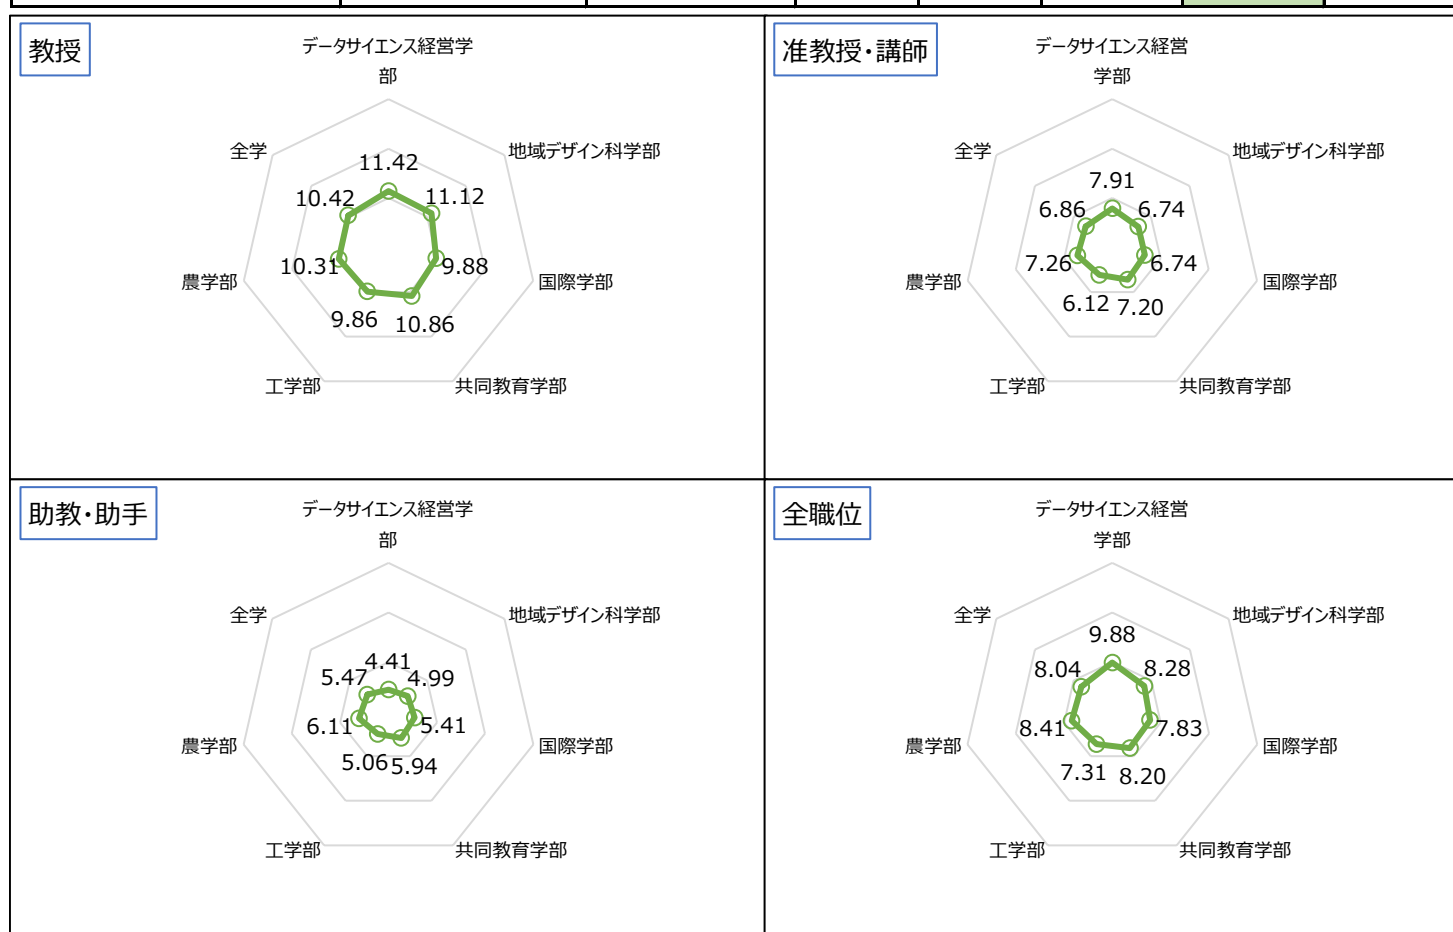 教授
データサイエンス経営学
部
全学
地域デザイン科学部
11.42
10.42
11.12
農学部
10.31
9.88
国際学部
9.86
10.86
工学部
共同教育学部
准教授・講師
データサイエンス経営
学部
全学
地域デザイン科学部
7.91
6.86
6.74
農学部
7.26
6.74
国際学部
6.12
7.20
工学部
共同教育学部
助教・助手
データサイエンス経営学
部
全学
地域デザイン科学部
4.41
5.47
4.99
農学部
6.11
5.41
国際学部
5.06
5.94
工学部
共同教育学部
全職位
データサイエンス経営
学部
全学
地域デザイン科学部
9.88
8.04
8.28
農学部
8.41
7.83
国際学部
7.31
8.20
工学部
共同教育学部